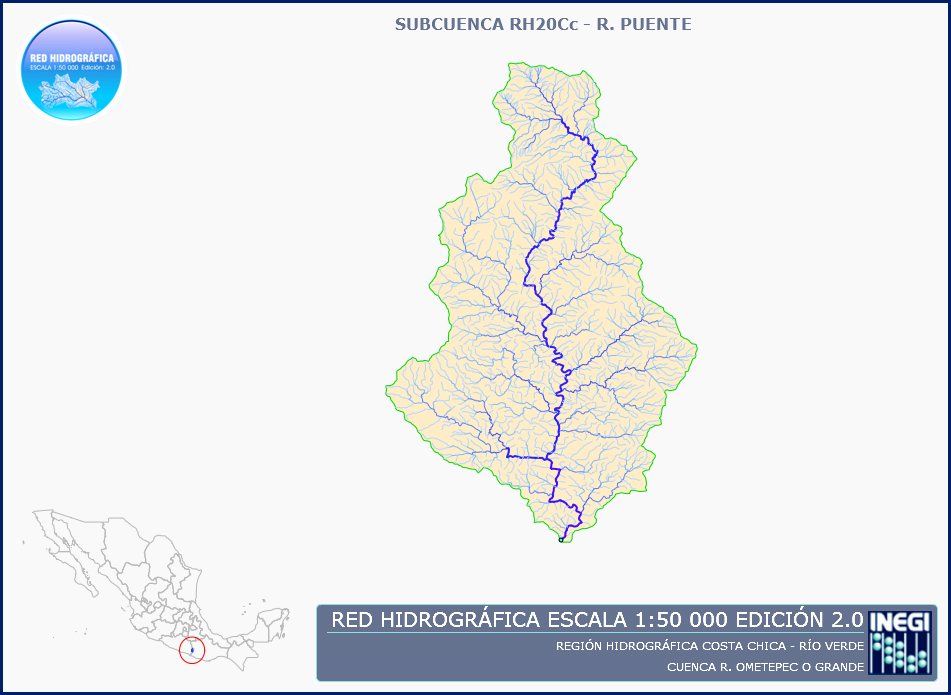 SUBCUENCA RH20Cc - R. PUENTE
RED HIDROGRÁFICA
ESCALA 1:50 000 Edición: 2.0
RED HIDROGRÁFICA ESCALA 1:50 000 EDICIÓN 2.0
REGIÓN HIDROGRÁFICA COSTA CHICA - RÍO VERDE
CUENCA R. OMETEPEC O GRANDE
INEGI